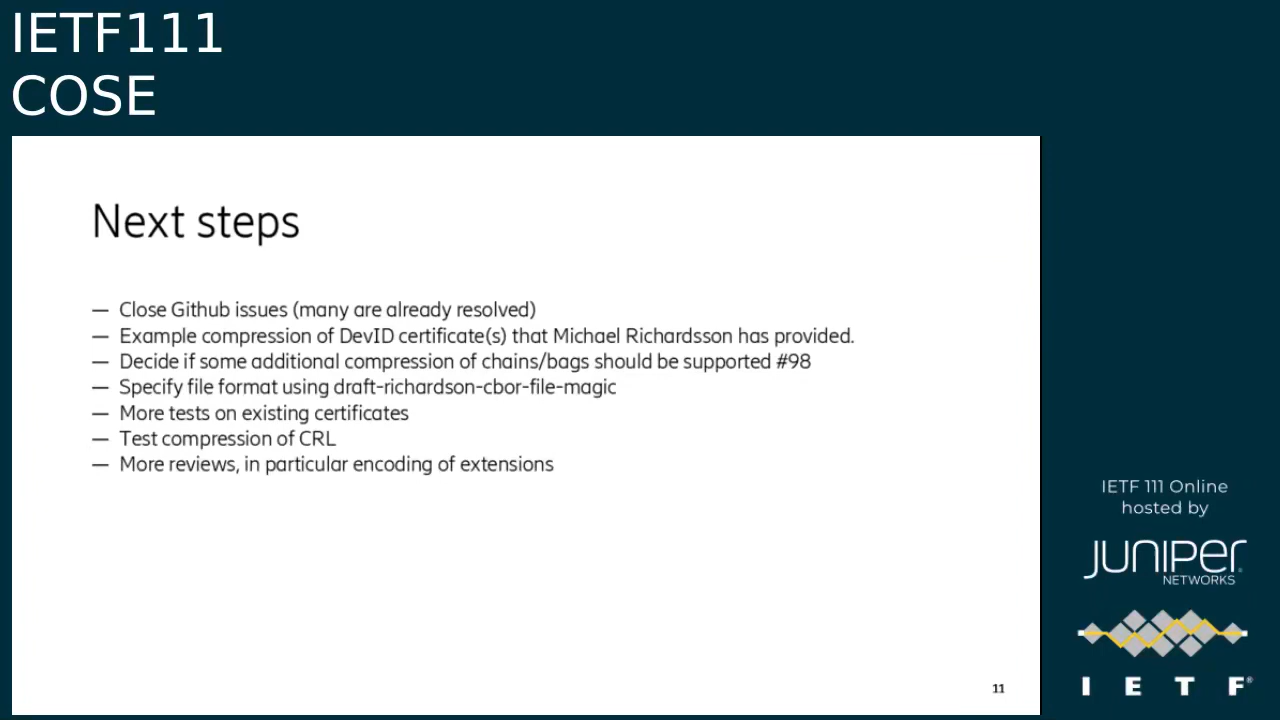 IETF111
COSE
Next steps
— Close Github issues (many are already resolved)
— Example compression of DevID certificate(s) that Michael Richardsson has provided.
— Decide if some additional compression of chains/bags should be supported #98
— Specify file format using draft-richardson-cbor-file-magic
— More tests on existing certificates
— Test compression of CRL
— More reviews, in particular encoding of extensions
11
IETF 111 Online
hosted by
JUNIPer
NETWORKS
I E T F®